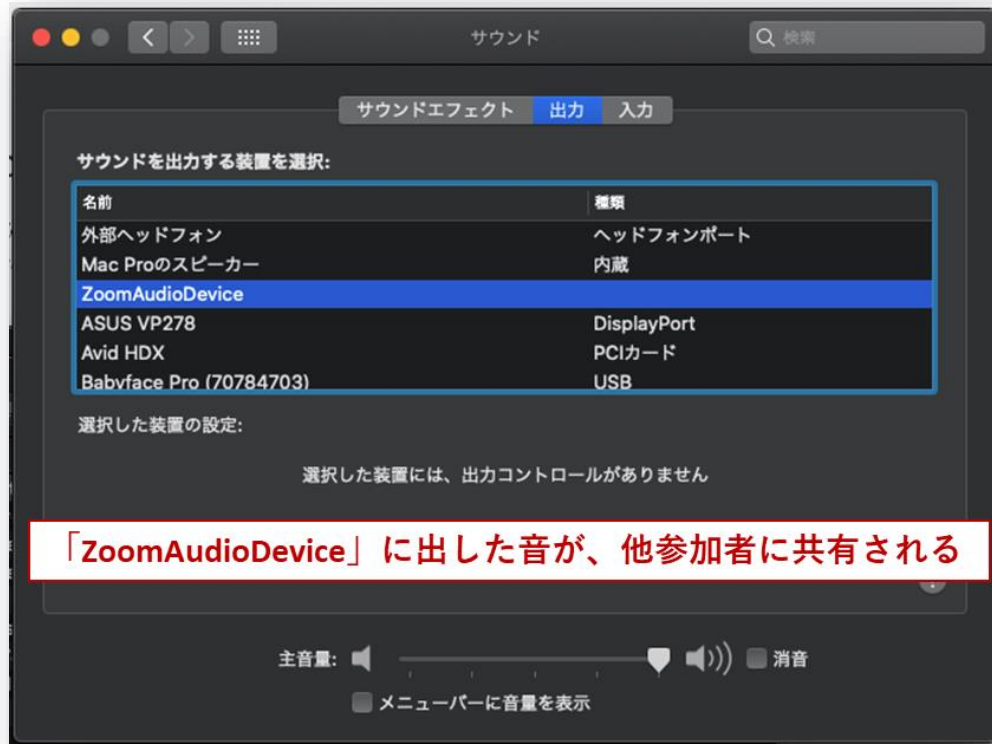 サウンド
検索
サウンドエフェクト 出力 入力
サウンドを出力する装置を選択:
名前 種類
外部ヘッドフォン ヘッドフォンポート
Mac Proのスピーカー 内蔵
ZoomAudioDevice
ASUS VP278 DisplayPort
Avid HDX PCIカード
Babyface Pro (70784703) USB
選択した装置の設定:
選択した装置には、出力コントロールがありません
「ZoomAudioDevice」に出した音が、他参加者に共有される
主音量: 消音
メニューバーに音量を表示